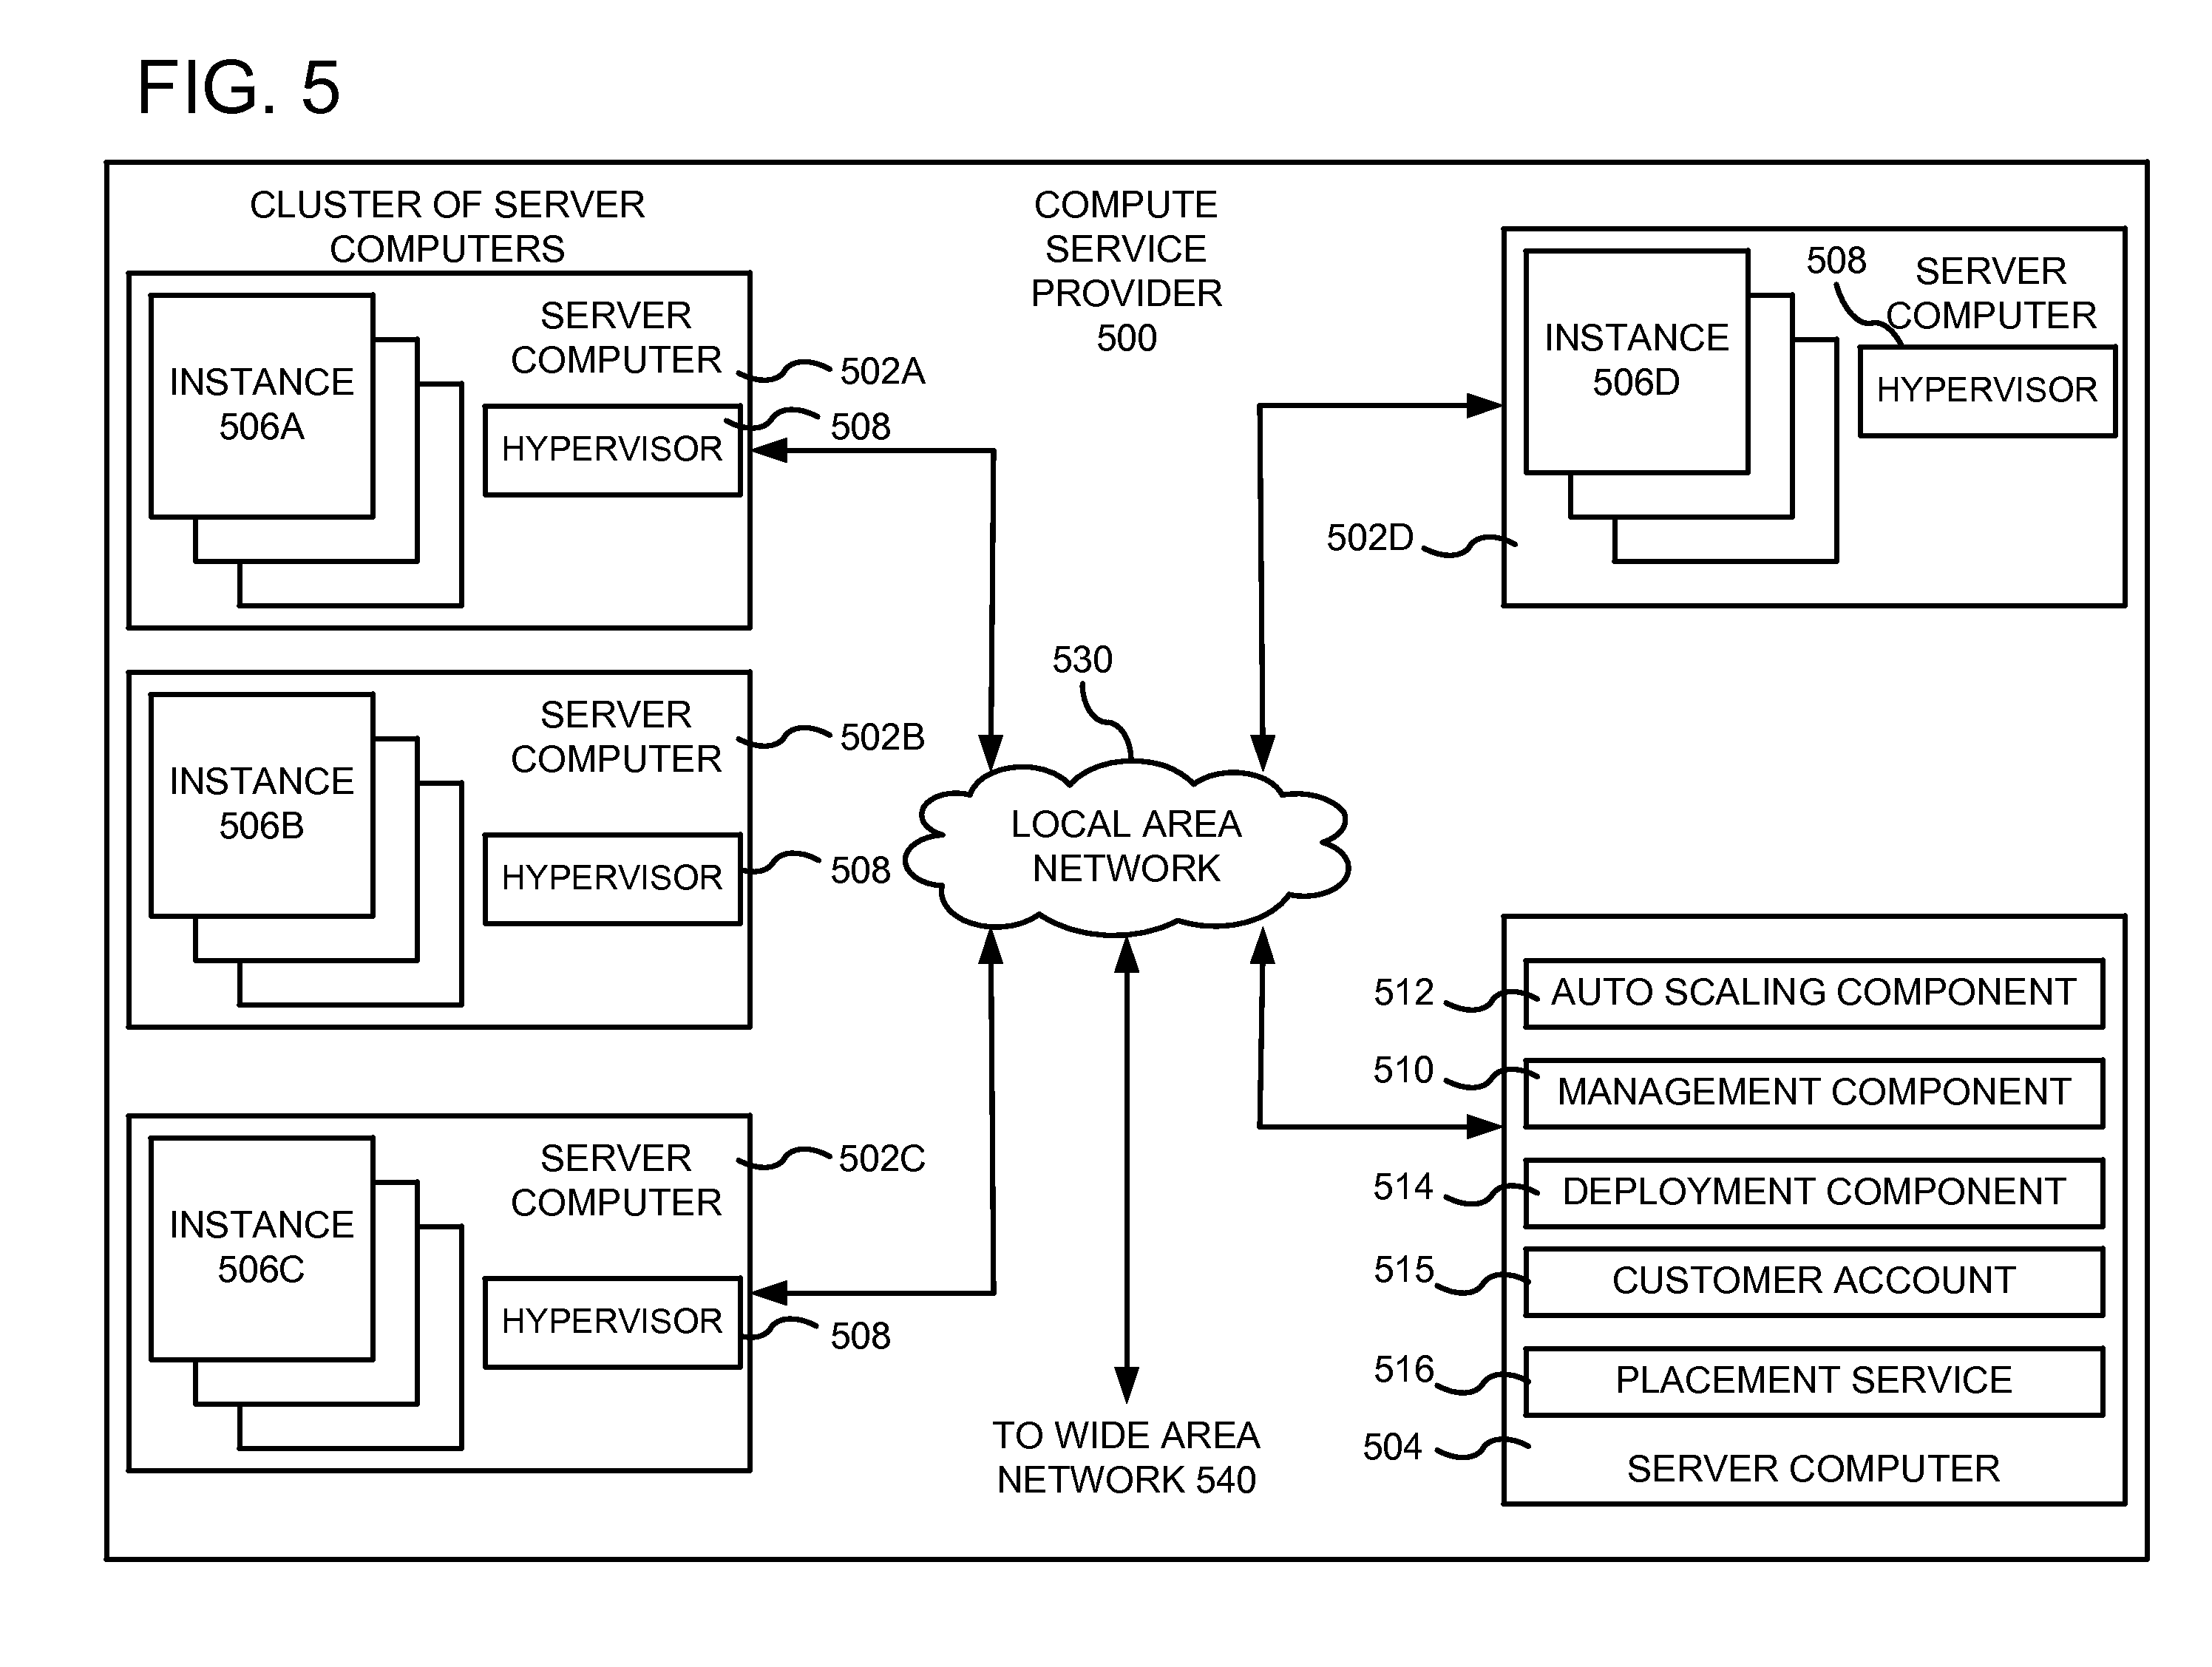 FIG. 5
CLUSTER OF SERVER
COMPUTERS
COMPUTE
SERVICE
PROVIDER
500
INSTANCE
506A
SERVER
COMPUTER
502A
HYPERVISOR
508
INSTANCE
506B
SERVER
COMPUTER
502B
HYPERVISOR
508
INSTANCE
506C
SERVER
COMPUTER
502C
HYPERVISOR
508
530
LOCAL AREA
NETWORK
TO WIDE AREA
NETWORK 540
INSTANCE
506D
508
SERVER
COMPUTER
HYPERVISOR
502D
512
AUTO SCALING COMPONENT
510
MANAGEMENT COMPONENT
514
DEPLOYMENT COMPONENT
515
CUSTOMER ACCOUNT
516
PLACEMENT SERVICE
504
SERVER COMPUTER